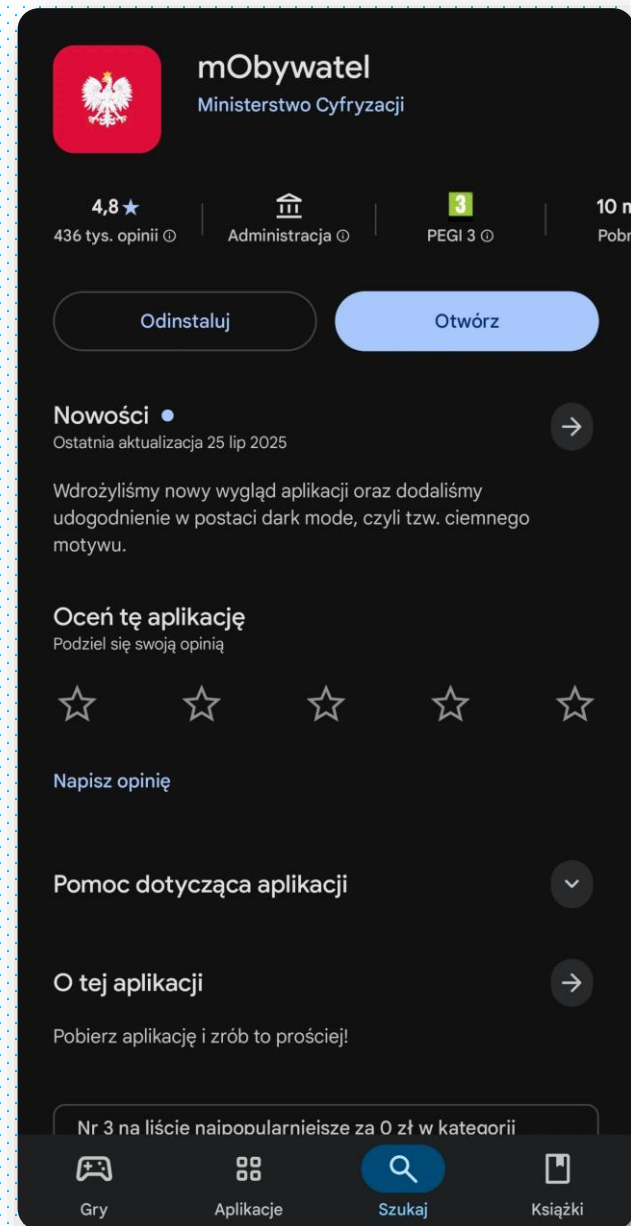 mObywatel
Ministerstwo Cyfryzacji
4,8★
436 tys. opinii
Administracja
3
PEGI 3
10
Odinstaluj
Otwórz
Nowości
Ostatnia aktualizacja 25 lip 2025
Wdrożyliśmy nowy wygląd aplikacji oraz dodaliśmy
udogodnienie w postaci dark mode, czyli tzw. ciemnego
motywu.
Oceń tę aplikację
Podziel się swoją opinią
Napisz opinię
Pomoc dotycząca aplikacji
O tej aplikacji
Pobierz aplikację i zrób to prościej!
Nr 3 na liście najpopularniejsze za 0 zł w kategorii
Gry
Aplikacje
Szukaj
Książki